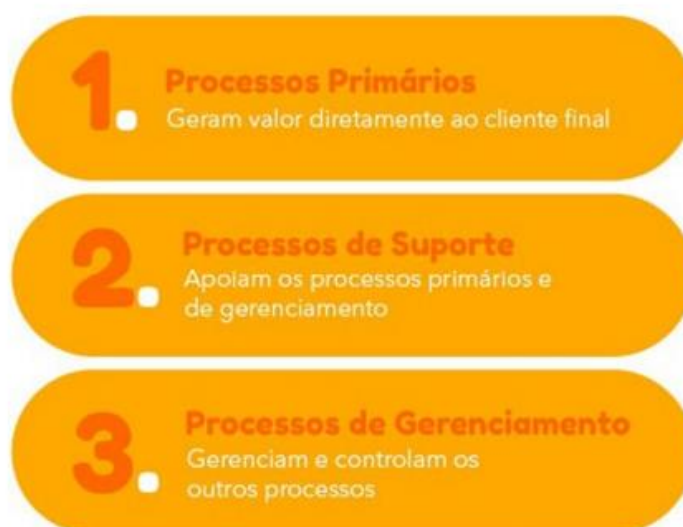 1. Processos Primários
Geram valor diretamente ao cliente final
2. Processos de Suporte
Apoiam os processos primários e
de gerenciamento
3. Processos de Gerenciamento
Gerenciam e controlam os
outros processos